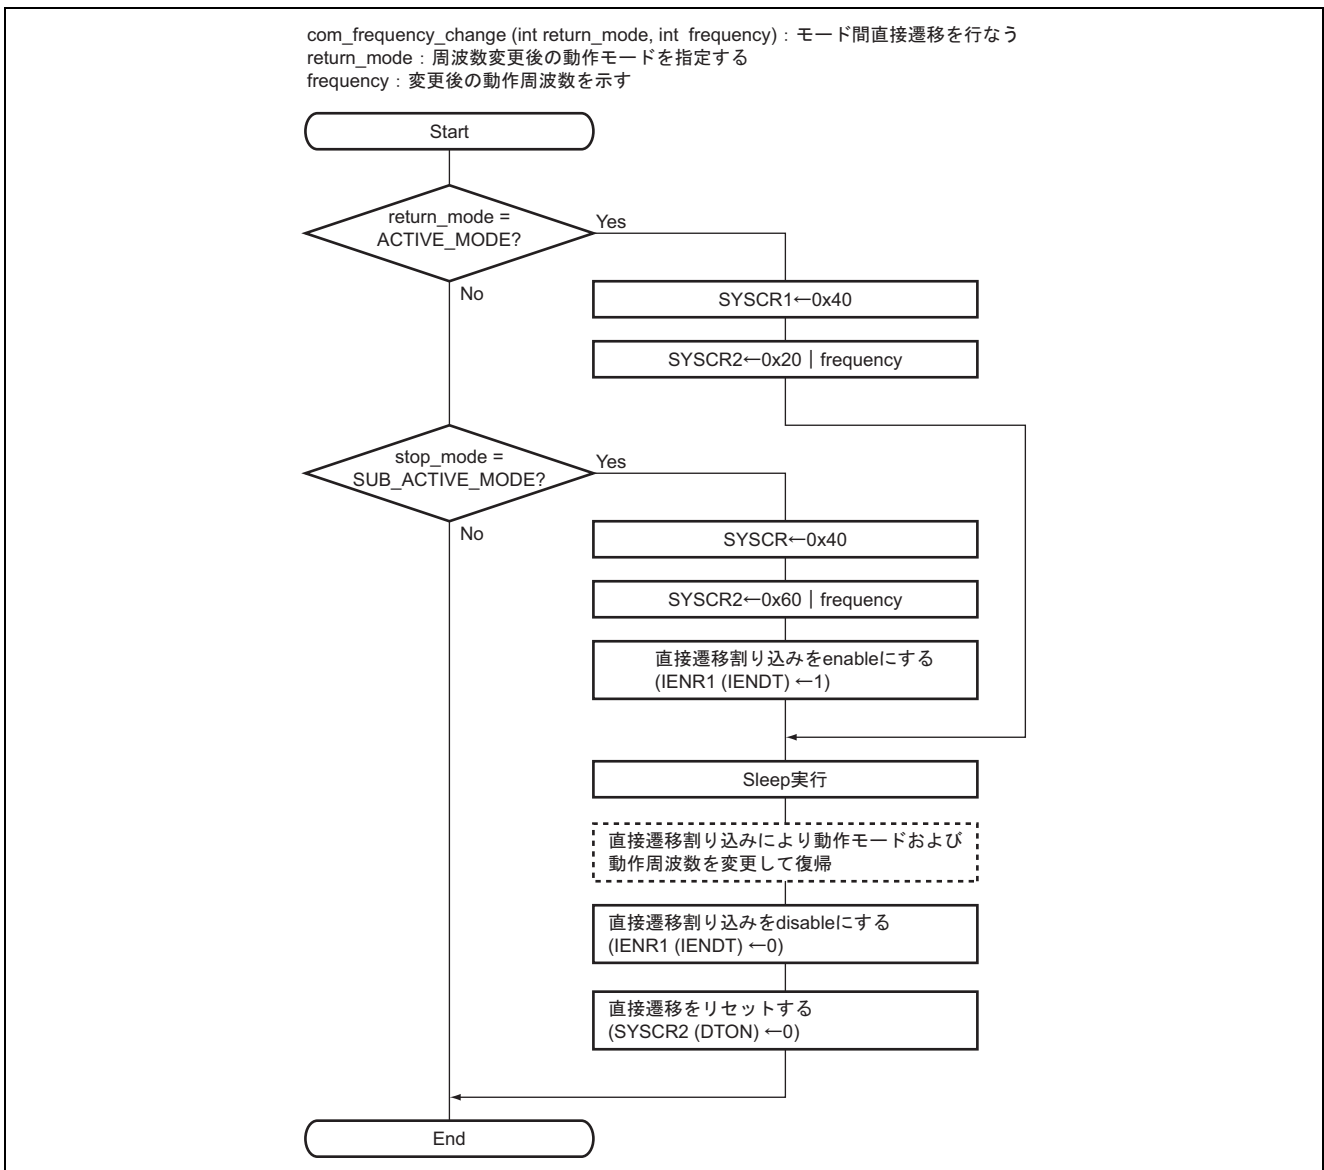 com_frequency_change (int return_mode, int frequency)：モード間直接遷移を行なう
return_mode：周波数変更後の動作モードを指定する
frequency：変更後の動作周波数を示す
Start
return_mode =
ACTIVE_MODE?
Yes
No
SYSCR1←0x40
SYSCR2←0x20｜frequency
stop_mode =
SUB_ACTIVE_MODE?
Yes
No
SYSCR←0x40
SYSCR2←0x60｜frequency
直接遷移割り込みをenableにする
(IENR1 (IENDT) ←1)
Sleep実行
直接遷移割り込みにより動作モードおよび
動作周波数を変更して復帰
直接遷移割り込みをdisableにする
(IENR1 (IENDT) ←0)
直接遷移をリセットする
(SYSCR2 (DTON) ←0)
End